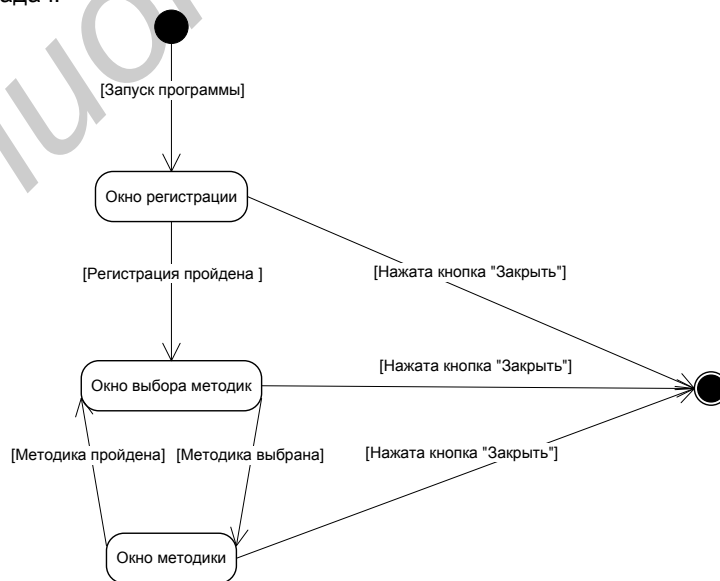 [Запуск программы]
Окно регистрации
[Регистрация пройдена ]
[Нажата кнопка "Закрыть"]
[Нажата кнопка "Закрыть"]
Окно выбора методик
[Методика пройдена]
[Методика выбрана]
[Нажата кнопка "Закрыть"]
Окно методики